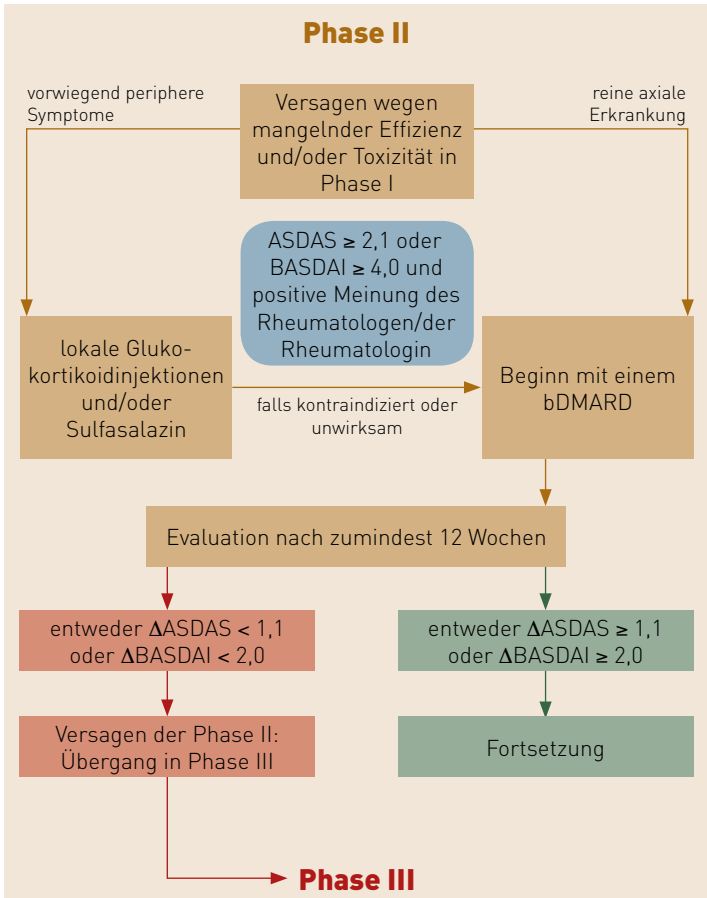 Phase II
vorwiegend periphere
Symptome
Versagen wegen
mangelnder Effizienz
und/oder Toxizität in
Phase I
reine axiale
Erkrankung
ASDAS ≥ 2,1 oder
BASDAI ≥ 4,0 und
positive Meinung des
Rheumatologen/der
Rheumatologin
lokale Gluko-
kortikoidinjektionen
und/oder
Sulfasalazin
falls kontraindiziert oder
unwirksam
Beginn mit einem
bDMARD
Evaluation nach zumindest 12 Wochen
entweder ΔASDAS < 1,1
oder ΔBASDAI < 2,0
entweder ΔASDAS ≥ 1,1
oder ΔBASDAI ≥ 2,0
Versagen der Phase II:
Übergang in Phase III
Fortsetzung
Phase III